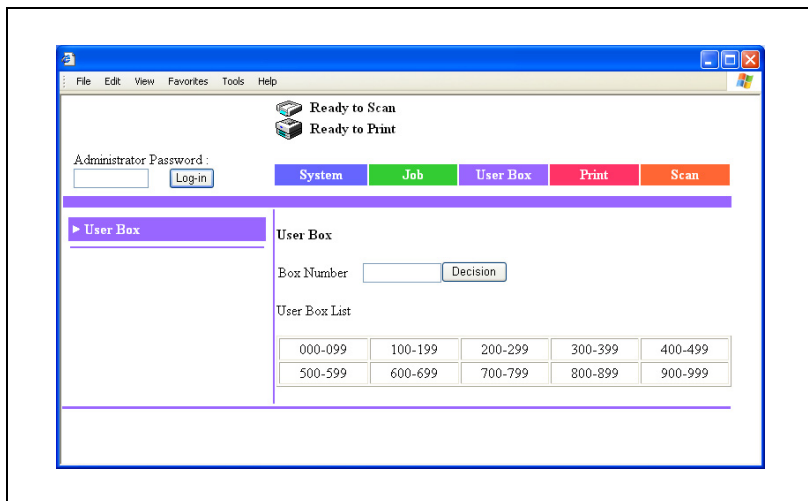 File Edit View Favorites Tools Help
Ready to Scan
Ready to Print
Administrator Password :
Log-in
System Job User Box Print Scan
User Box
User Box
Box Number Decision
User Box List
000-099 100-199 200-299 300-399 400-499
500-599 600-699 700-799 800-899 900-999